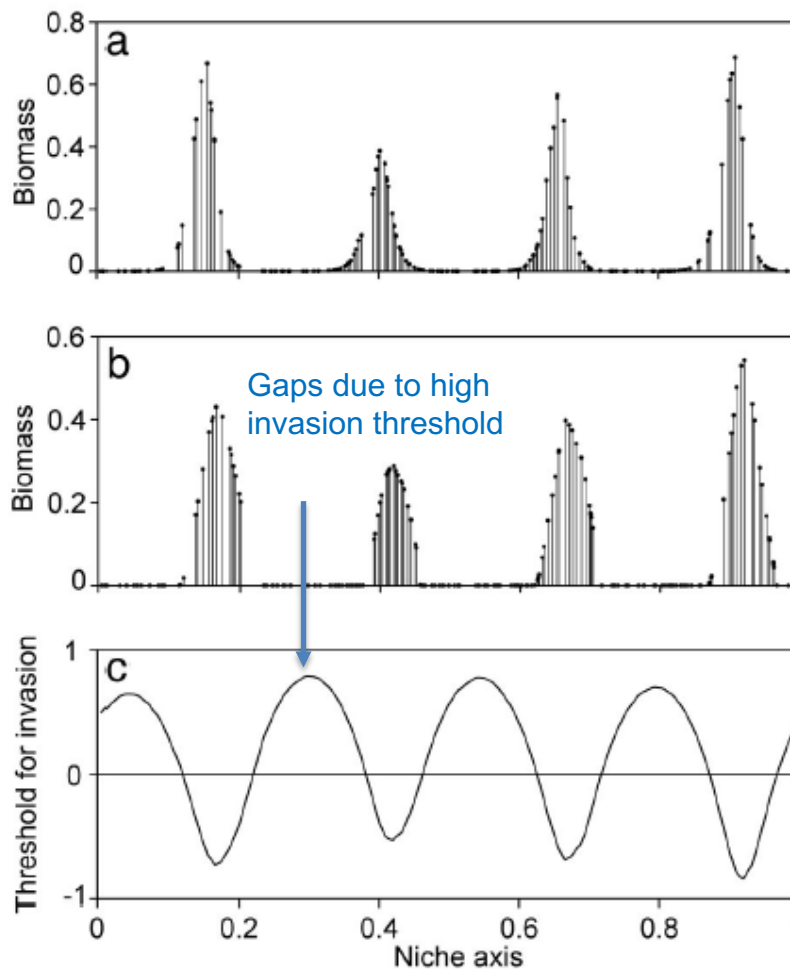 a
0.8
0.6
0.4
0.2
0
Biomass
b
0.6
0.4
0.2
0
Biomass
Gaps due to high
invasion threshold
c
1
0
-1
Threshold for invasion
0
0.2
0.4
0.6
0.8
Niche axis